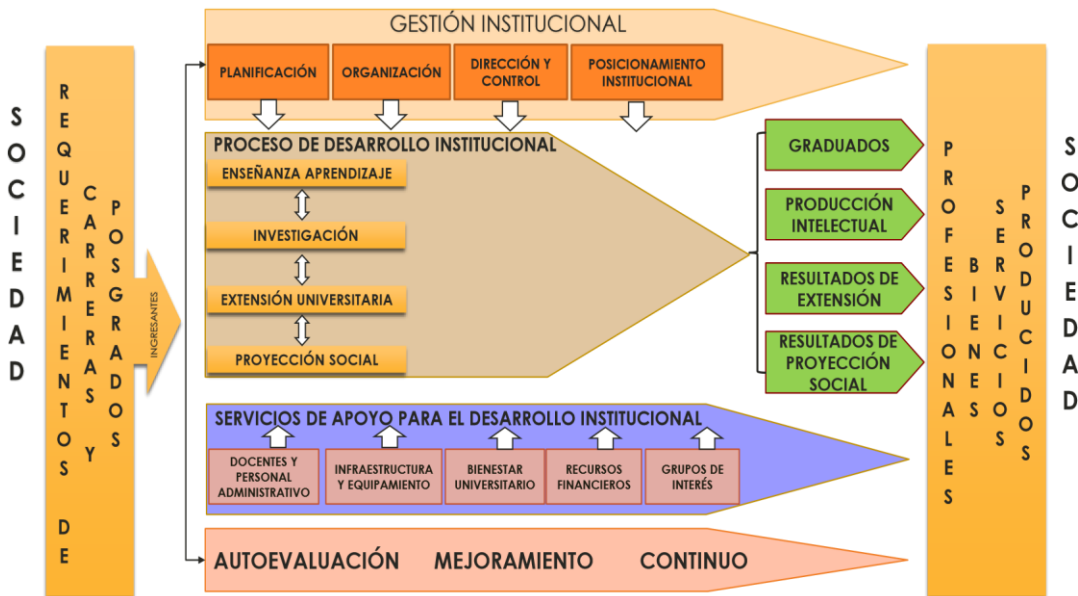 SOCIEDAD
REQUERIMIENTOS DE
CARRERAS Y
POSGRADOS
INGRESANTES
GESTIÓN INSTITUCIONAL
PLANIFICACIÓN
ORGANIZACIÓN
DIRECCIÓN Y
CONTROL
POSICIONAMIENTO
INSTITUCIONAL
PROCESO DE DESARROLLO INSTITUCIONAL
ENSEÑANZA APRENDIZAJE
INVESTIGACIÓN
EXTENSIÓN UNIVERSITARIA
PROYECCIÓN SOCIAL
GRADUADOS
PRODUCCIÓN
INTELECTUAL
RESULTADOS DE
EXTENSIÓN
RESULTADOS DE
PROYECCIÓN
SOCIAL
SERVICIOS DE APOYO PARA EL DESARROLLO INSTITUCIONAL
DOCENTES Y
PERSONAL
ADMINISTRATIVO
INFRAESTRUCTURA
Y EQUIPAMIENTO
BIENESTAR
UNIVERSITARIO
RECURSOS
FINANCIEROS
GRUPOS DE
INTERÉS
AUTOEVALUACIÓN MEJORAMIENTO CONTINUO
PROFESIONALES
BIENES
SERVICIOS
PRODUCIDOS
SOCIEDAD